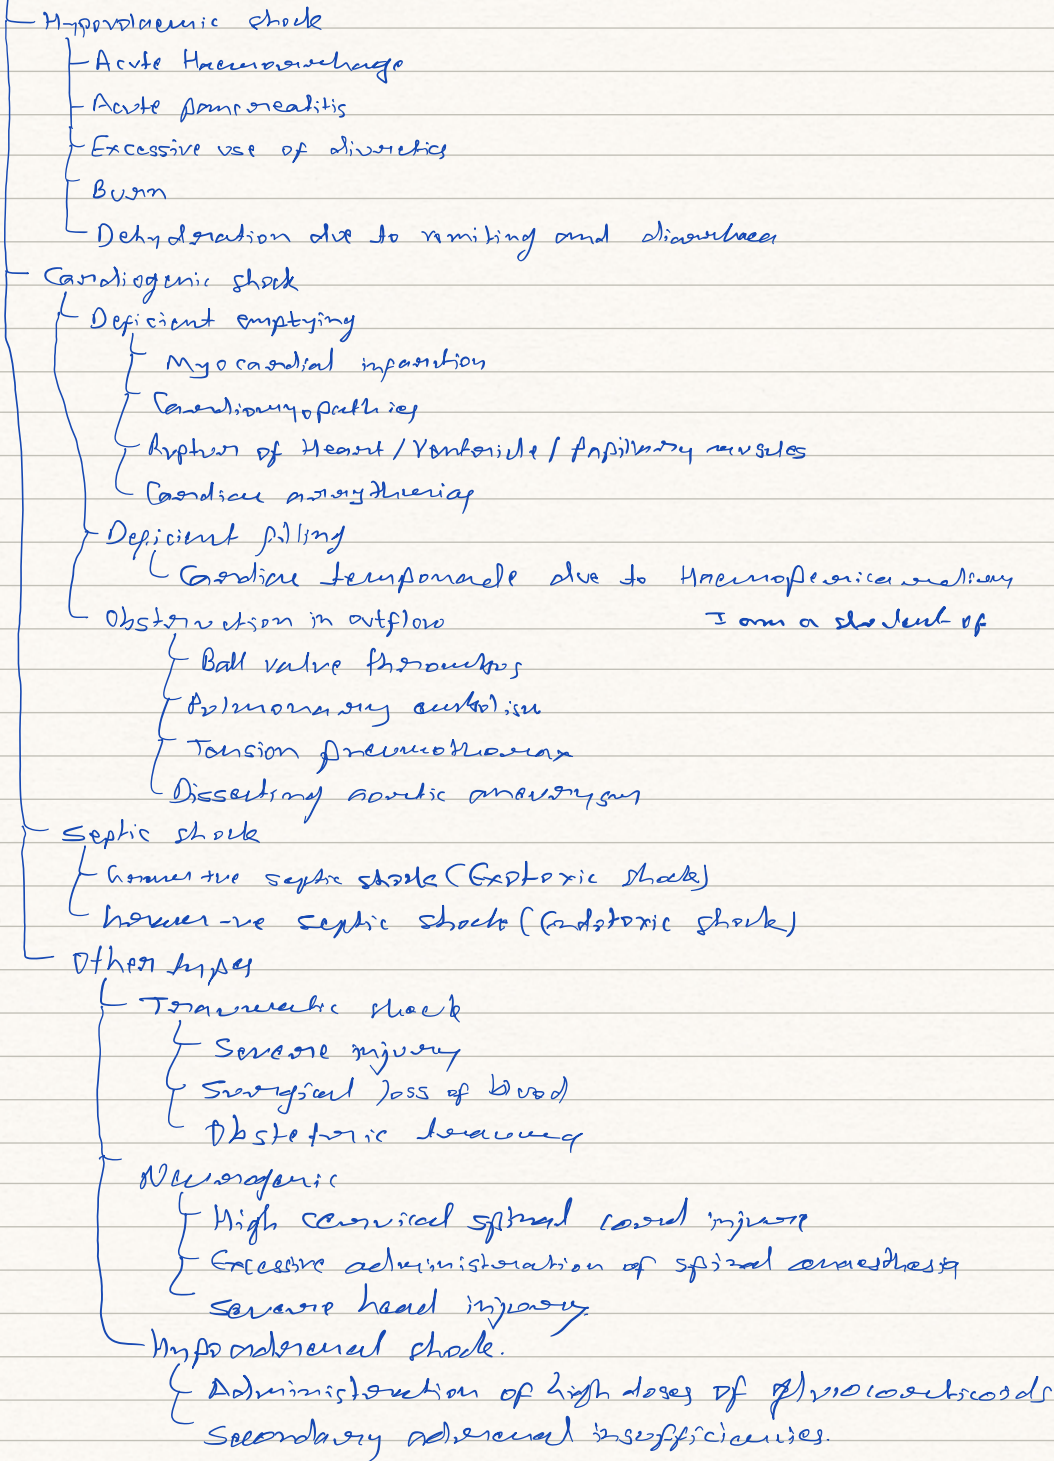 Hypovolaemic shock
Acute Haemorrhage
Acute pancreatitis
Excessive use of diuretics
Burn
Dehydration due to vomiting and diarrhaea
Cardiogenic shock
Deficient emptying
Myocardial infarction
Cardiomyopathies
Ruptur of Heart/Ventricle/Papillary muscles
Cardiac arrythmias
Deficient filling
Cardiac temponade due to Haemopericardium
Obstruction in outflow
I am a student of
Ball valve thrombus
Pulmonary embolism
Tension pneumothorax
Dissecting aortic aneurysm
Septic shock
Gram +ve septic shock (Exotoxic shock)
Gram -ve septic shock (Endotoxic shock)
Other types
Traumatic shock
Severe injury
Surgical loss of blood
Obstetric trauma
Neurogenic
High cervical spinal cord injure
Excessive administration of spinal anaesthesia
Severe head injury
Hypoadrenal shock.
Administration of high doses of glucocorticoids
Secondary adrenal insufficiencies.